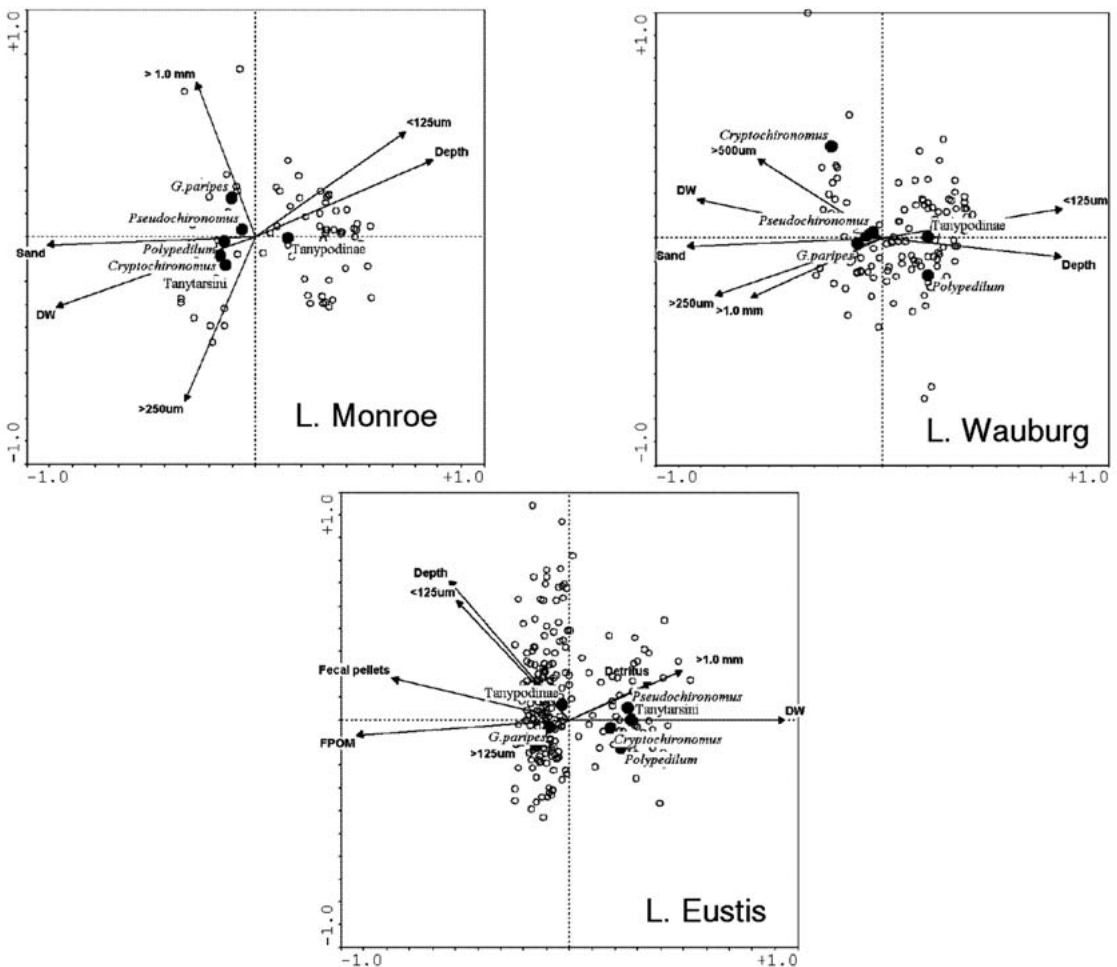 +1.0
> 1.0 mm
<125um
Depth
G.paripes
Pseudochironomus
Tanypodinae
Sand
Polypedilum
Cryptochironomus
Tanytarsini
DW
>250um
L. Monroe
-1.0
-1.0
+1.0
+1.0
Cryptochironomus
>500um
DW
<125um
Pseudochironomus
Tanypodinae
Sand
G.paripes
Depth
Polypedilum
>250um
>1.0 mm
L. Wauburg
-1.0
-1.0
+1.0
+1.0
Depth
<125um
Fecal pellets
Detritus
>1.0 mm
Tanypodinae
Pseudochironomus
Tanytarsini
DW
FPOM
G.paripes
Cryptochironomus
>125um
Polypedilum
L. Eustis
-1.0
-1.0
+1.0